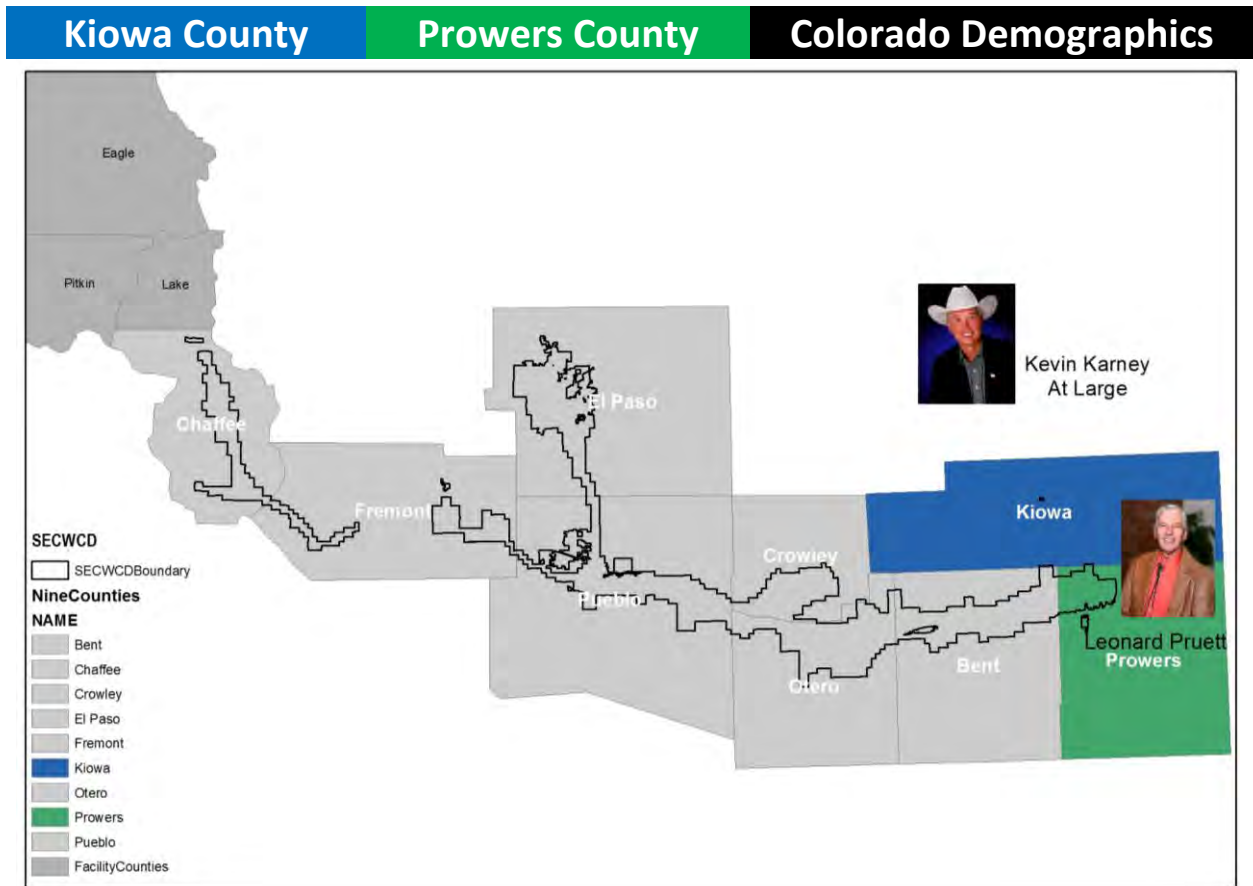 Kiowa County Prowers County Colorado Demographics
Eagle
Pitkin
Lake
Kevin Karney
At Large
El Paso
Chaffee
Fremont
Kiowa
Crowley
Pueblo
Leonard Pruett
Prowers
Bent
Otero
SECWCD
SECWCDBoundary
NineCounties
NAME
Bent
Chaffee
Crowley
El Paso
Fremont
Kiowa
Otero
Prowers
Pueblo
FacilityCounties